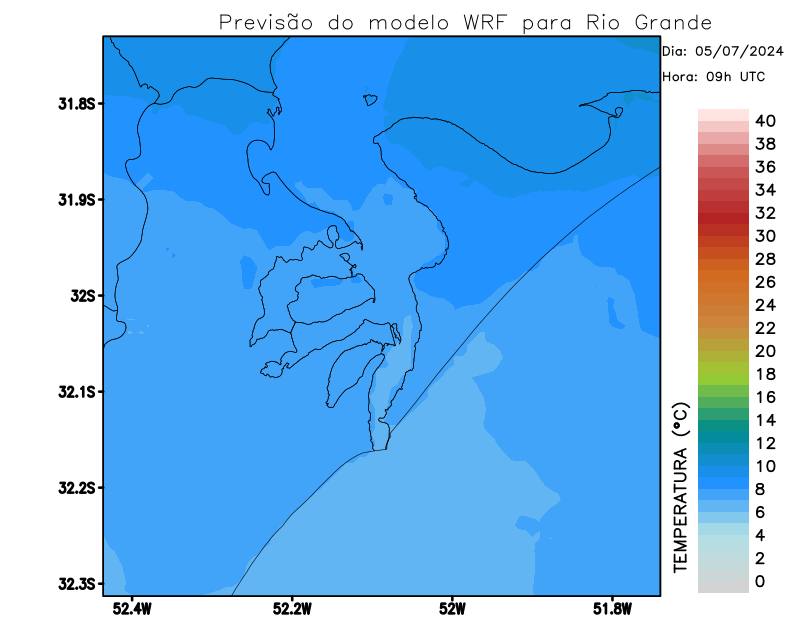 Previsão do modelo WRF para Rio Grande
Dia: 05/07/2024
Hora: 09h UTC
31.8S
31.9S
32S
32.1S
32.2S
32.3S
52.4W
52.2W
52W
51.8W
TEMPERATURA (°C)
40
38
36
34
32
30
28
26
24
22
20
18
16
14
12
10
8
6
4
2
0